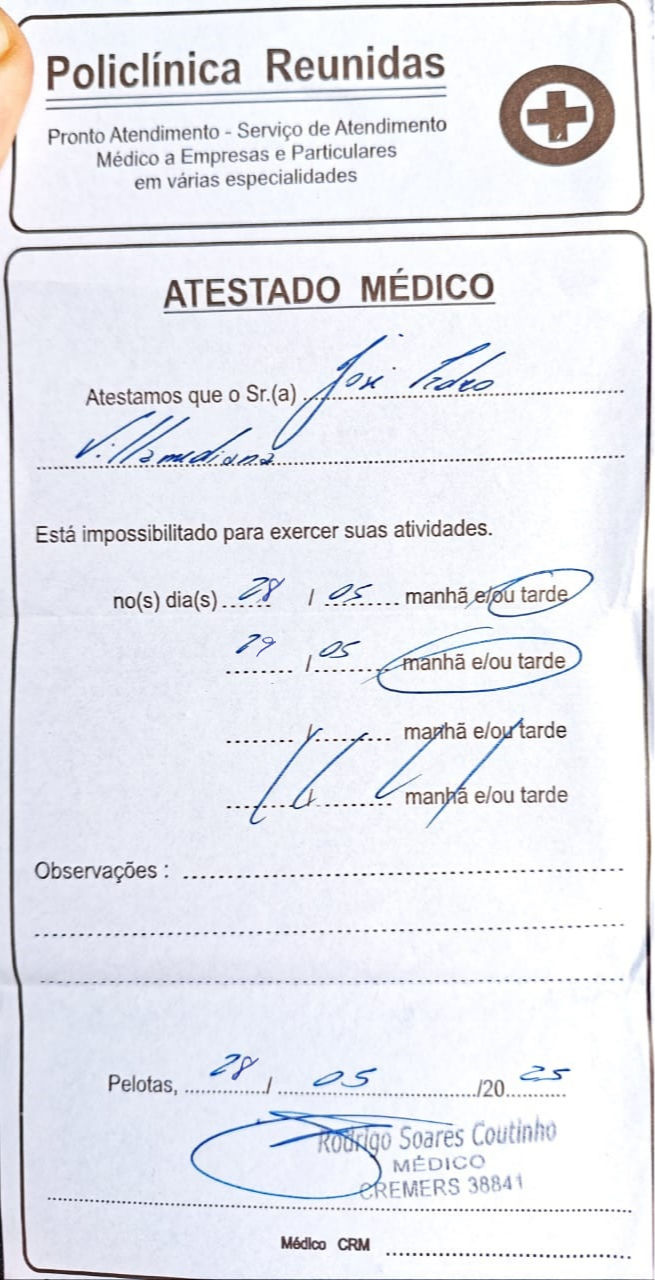 Policlínica Reunidas
Pronto Atendimento - Serviço de Atendimento
Médico a Empresas e Particulares
em várias especialidades
ATESTADO MÉDICO
Atestamos que o Sr.(a) José Pedro
Villamediana
Está impossibilitado para exercer suas atividades.
no(s) dia(s) 28 / 05 manhã e/ou tarde
29 / 05 manhã e/ou tarde
/ manhã e/ou tarde
/ manhã e/ou tarde
Observações :
Pelotas, 28 / 05 /20 25
Rodrigo Soares Coutinho
MÉDICO
CREMERS 38841
Médico CRM